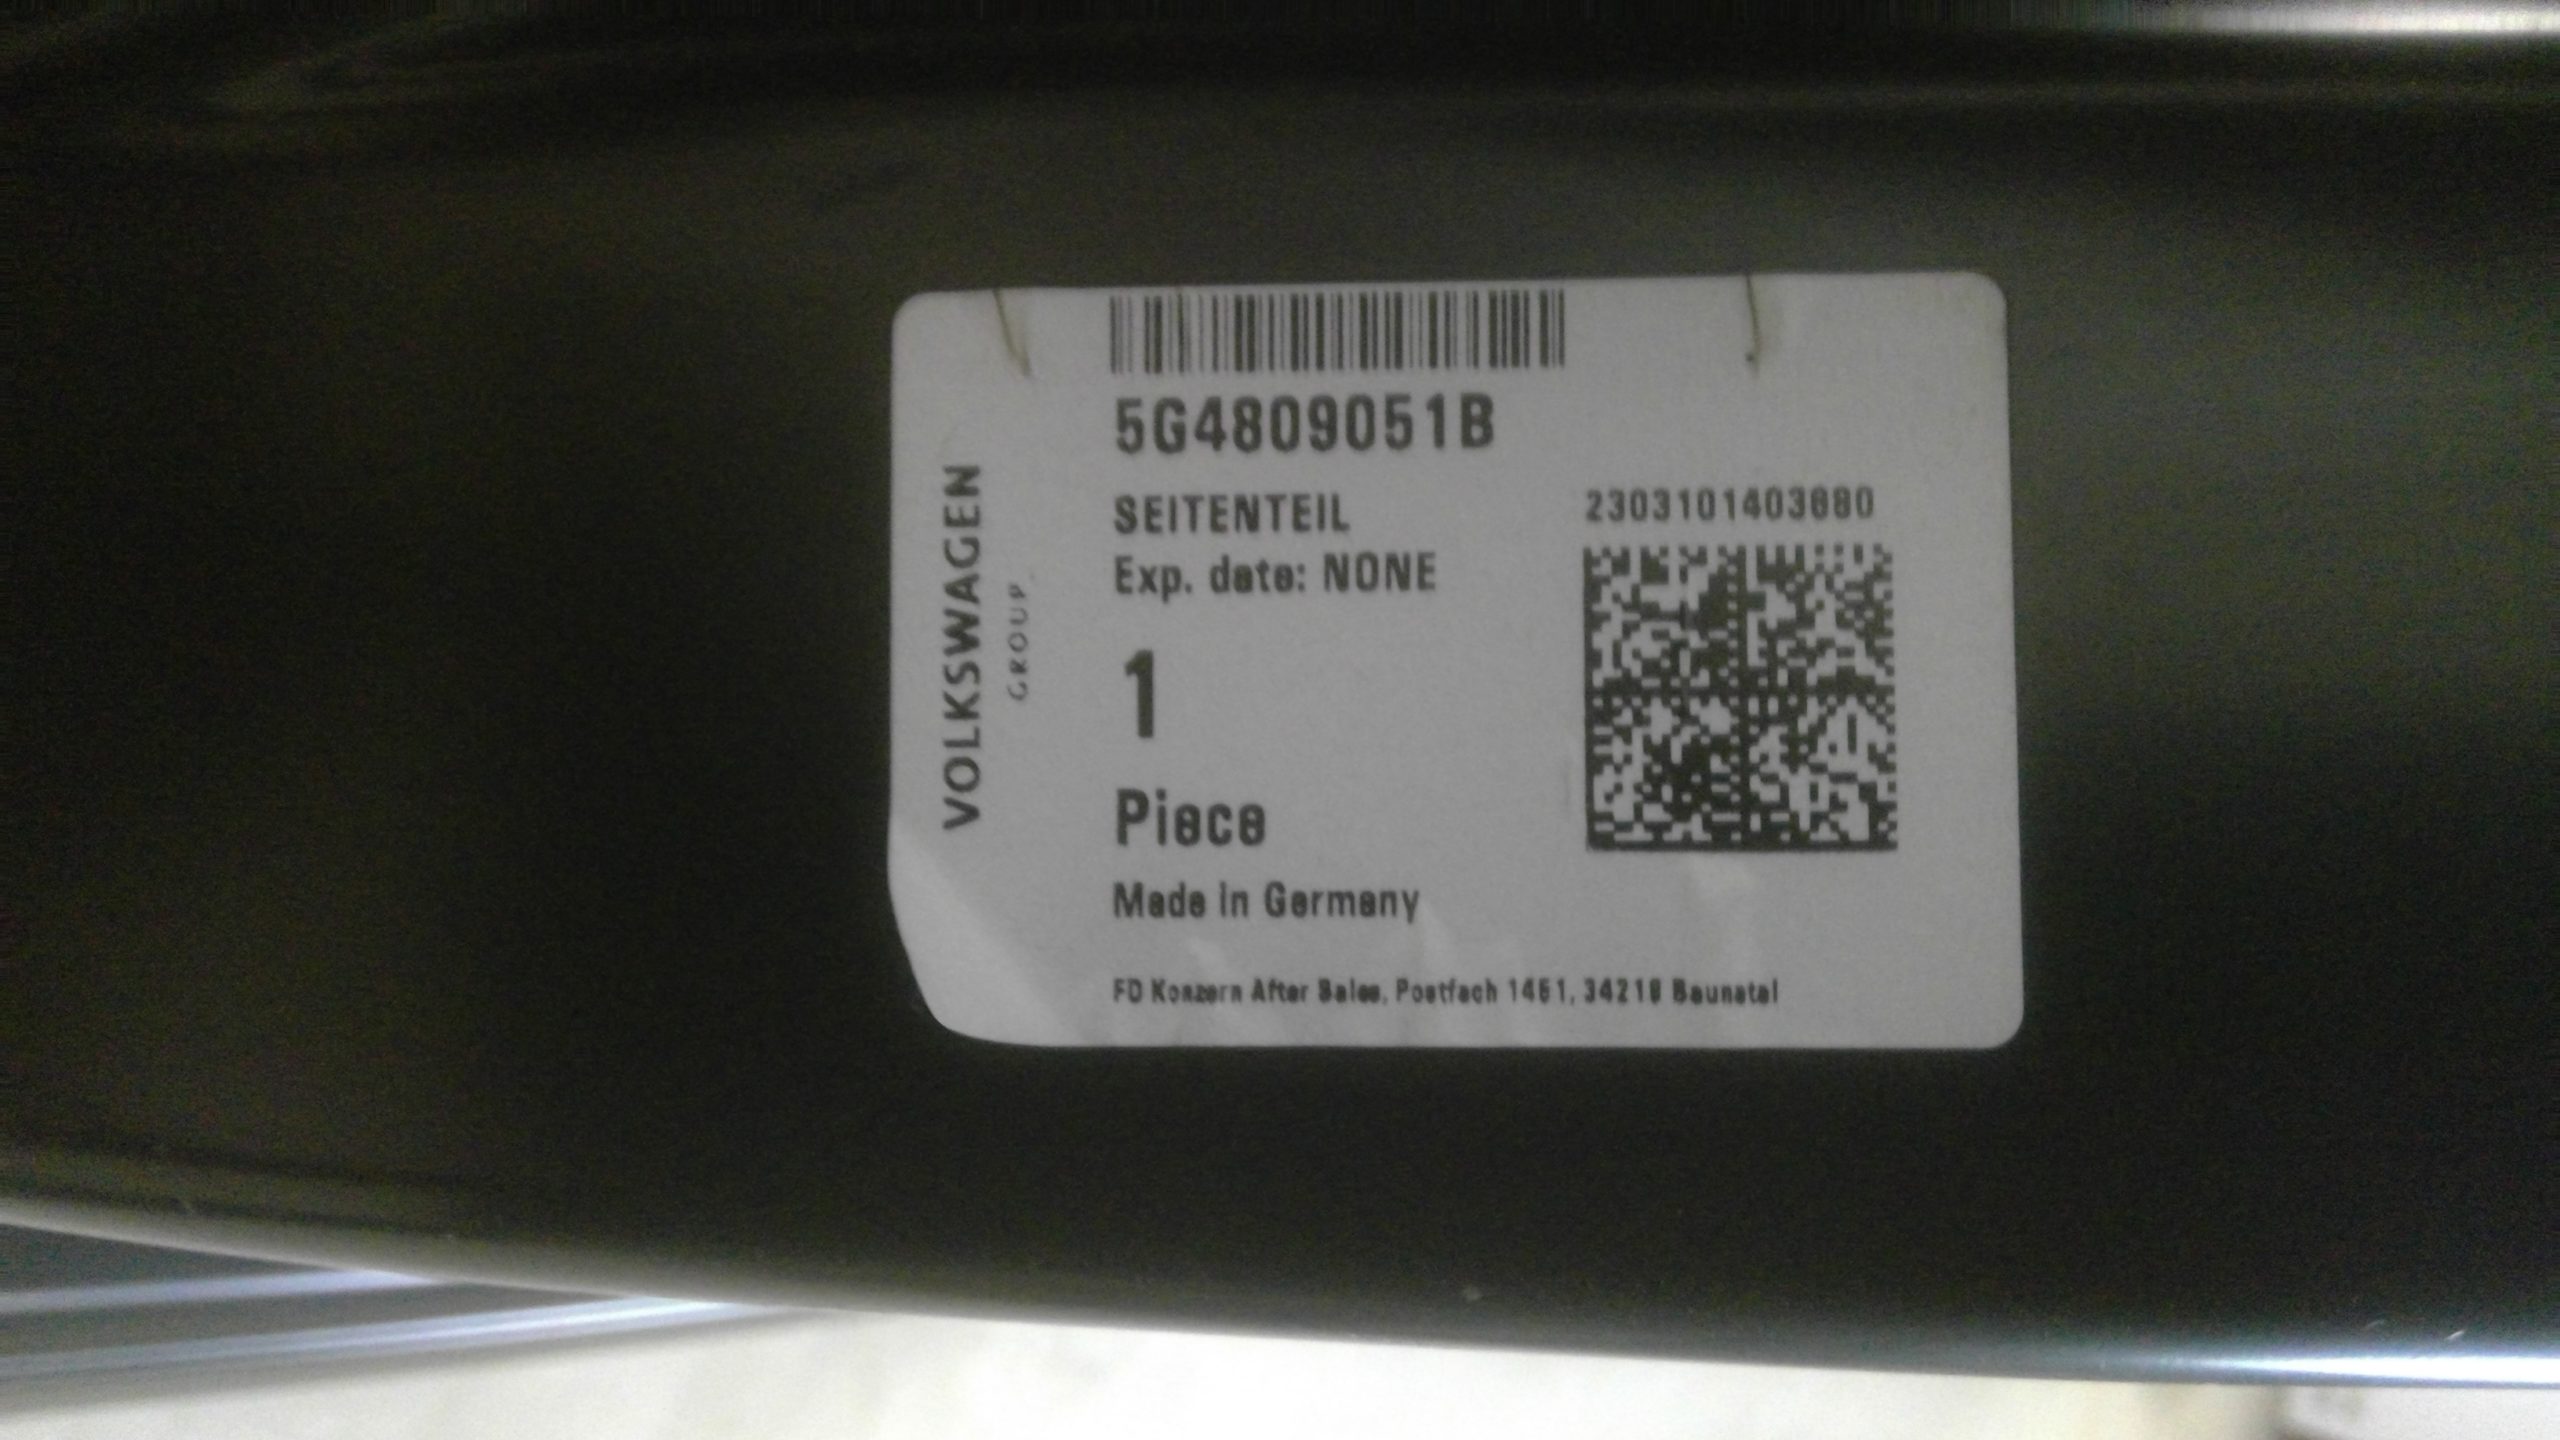 VOLKSWAGEN
GROUP
5G4809051B
SEITENTEIL
Exp. date: NONE
2303101403680
1
Piece
Made in Germany
FD Konzern After Sales, Postfach 1451, 34219 Baunatal